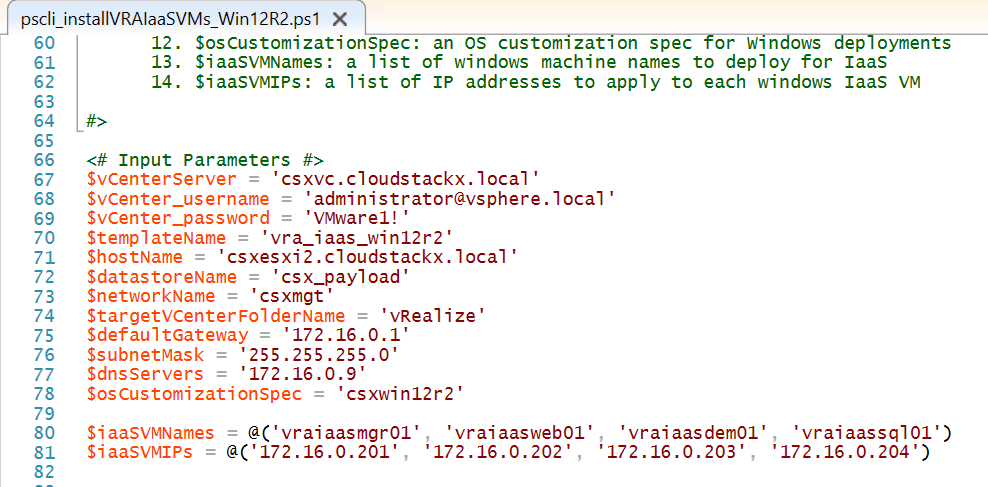 pscli_installVRAIaaSVMs_Win12R2.ps1
60 12. $osCustomizationSpec: an OS customization spec for Windows deployments
61 13. $iaaSVMNames: a list of windows machine names to deploy for IaaS
62 14. $iaaSVMIPs: a list of IP addresses to apply to each windows IaaS VM
63
64 #>
65
66 <# Input Parameters #>
67 $vCenterServer = 'csxvc.cloudstackx.local'
68 $vCenter_username = 'administrator@vsphere.local'
69 $vCenter_password = 'VMware1!'
70 $templateName = 'vra_iaas_win12r2'
71 $hostName = 'csxesxi2.cloudstackx.local'
72 $datastoreName = 'csx_payload'
73 $networkName = 'csxmgt'
74 $targetVCenterFolderName = 'vRealize'
75 $defaultGateway = '172.16.0.1'
76 $subnetMask = '255.255.255.0'
77 $dnsServers = '172.16.0.9'
78 $osCustomizationSpec = 'csxwin12r2'
79
80 $iaaSVMNames = @('vraiaasmgr01', 'vraiaasweb01', 'vraiaasdem01', 'vraiaassql01')
81 $iaaSVMIPs = @('172.16.0.201', '172.16.0.202', '172.16.0.203', '172.16.0.204')
82